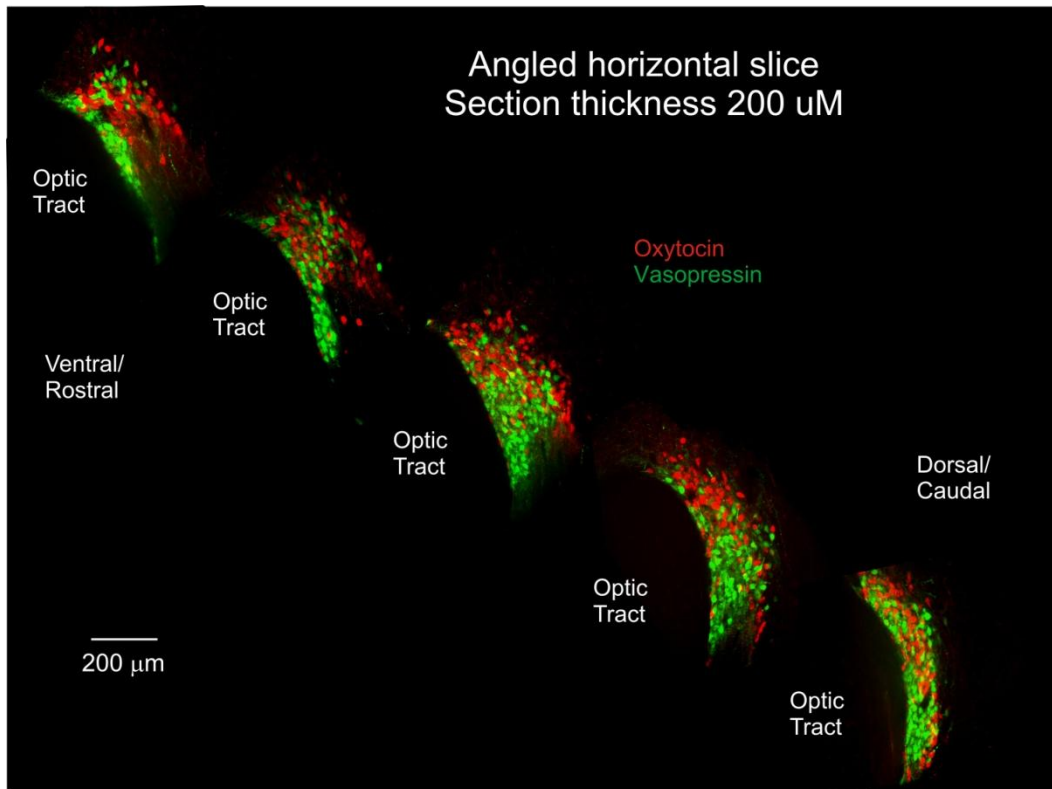 Angled horizontal slice
Section thickness 200 uM
Optic
Tract
Optic
Tract
Oxytocin
Vasopressin
Ventral/
Rostral
Optic
Tract
Dorsal/
Caudal
Optic
Tract
200 μm
Optic
Tract